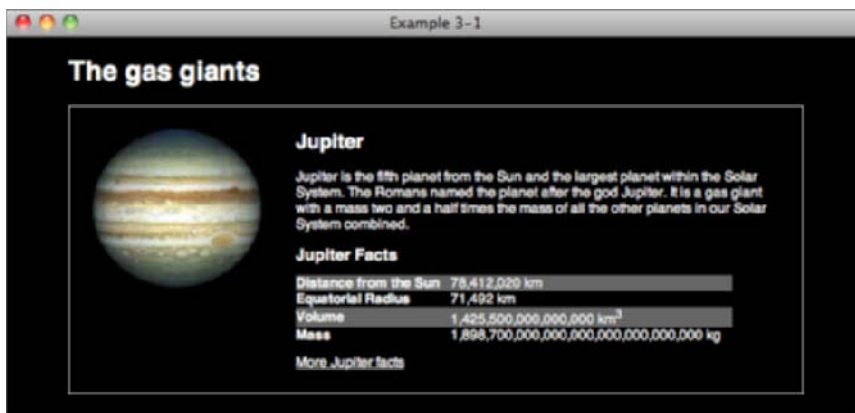 Example 3-1
The gas giants
Jupiter
Jupiter is the fifth planet from the Sun and the largest planet within the Solar
System. The Romans named the planet after the god Jupiter. It is a gas giant
with a mass two and a half times the mass of all the other planets in our Solar
System combined.
Jupiter Facts
Distance from the Sun 78,412,020 km
Equatorial Radius 71,492 km
Volume 1,425,500,000,000,000 km³
Mass 1,898,700,000,000,000,000,000,000,000 kg
More Jupiter facts